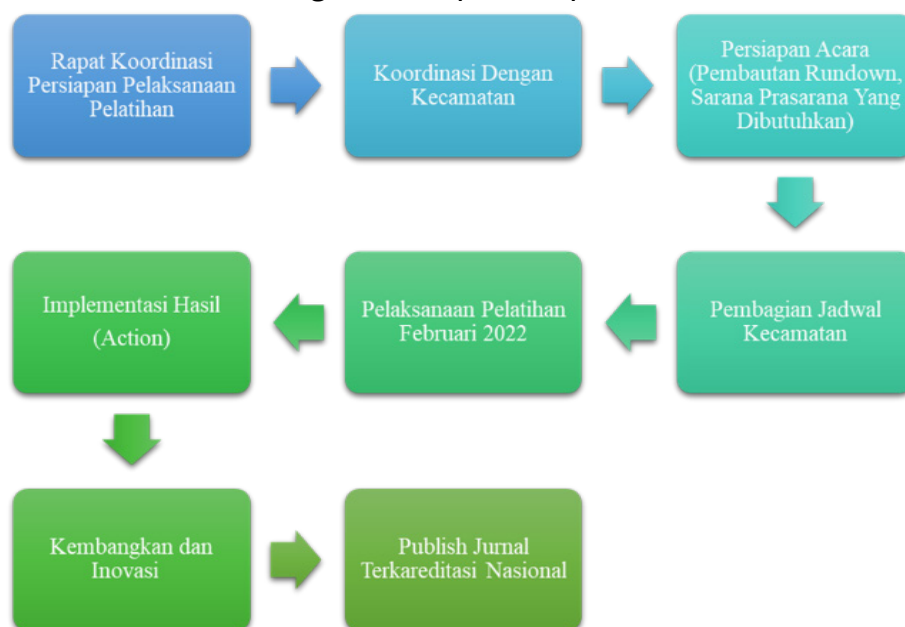 Rapat Koordinasi
Persiapan Pelaksanaan
Pelatihan
Koordinasi Dengan
Kecamatan
Persiapan Acara
(Pembautan Rundown,
Sarana Prasarana Yang
Dibutuhkan)
Pembagian Jadwal
Kecamatan
Pelaksanaan Pelatihan
Februari 2022
Implementasi Hasil
(Action)
Kembangkan dan
Inovasi
Publish Jurnal
Terkareditasi Nasional